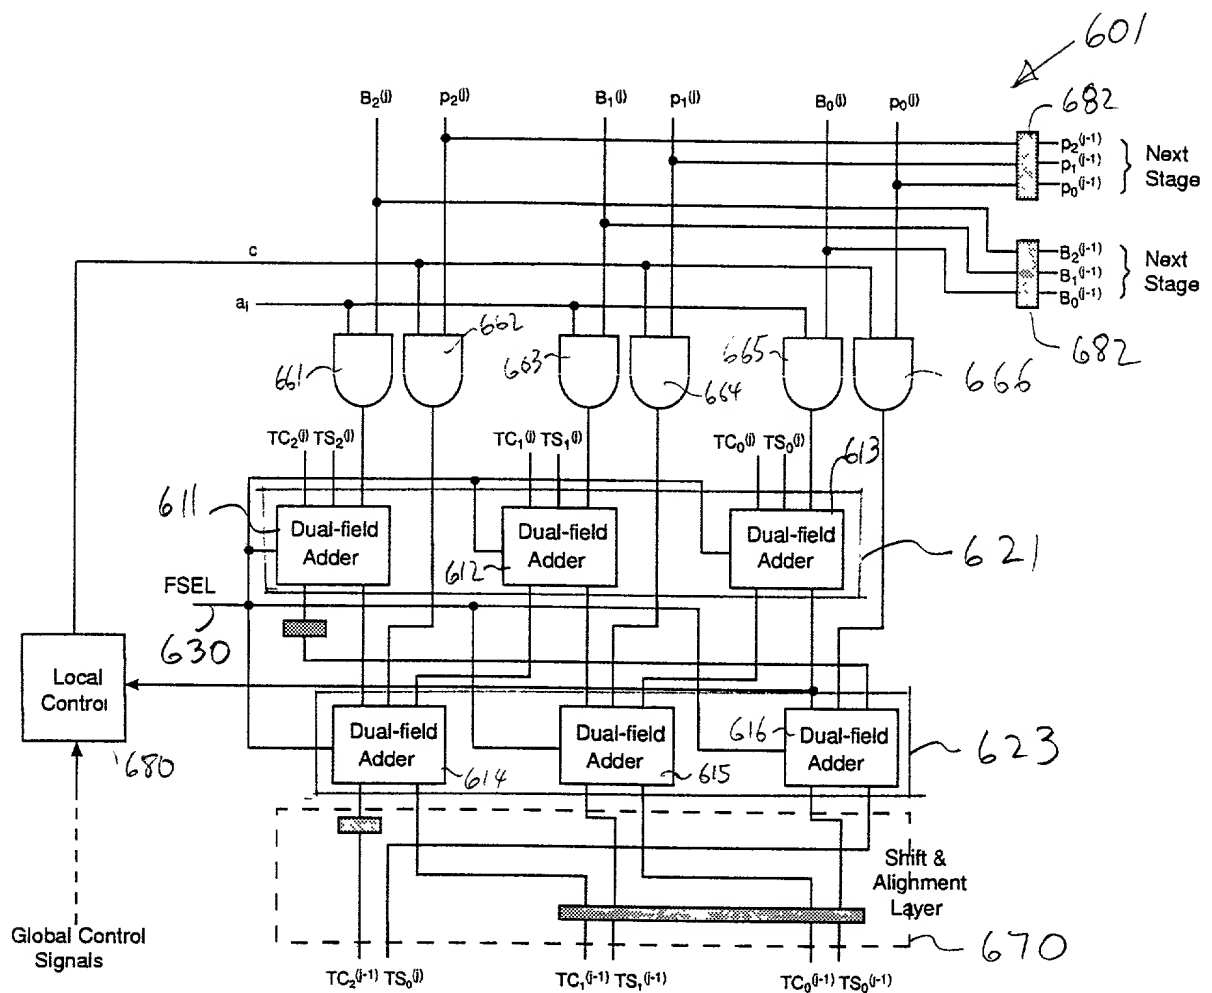 601
B₂⁽ʲ⁾ p₂⁽ʲ⁾ B₁⁽ʲ⁾ p₁⁽ʲ⁾ B₀⁽ʲ⁾ p₀⁽ʲ⁾
682
p₂⁽ʲ⁻¹⁾
p₁⁽ʲ⁻¹⁾
p₀⁽ʲ⁻¹⁾
Next
Stage
B₂⁽ʲ⁻¹⁾
B₁⁽ʲ⁻¹⁾
B₀⁽ʲ⁻¹⁾
Next
Stage
682
c
aᵢ
661 662 663 664 665 666
TC₂⁽ʲ⁾ TS₂⁽ʲ⁾ TC₁⁽ʲ⁾ TS₁⁽ʲ⁾ TC₀⁽ʲ⁾ TS₀⁽ʲ⁾
613
611
Dual-field
Adder
612
Dual-field
Adder
Dual-field
Adder
621
FSEL
630
Local
Control
680
Dual-field
Adder
614
Dual-field
Adder
615
616
Dual-field
Adder
623
Shift &
Alighment
Layer
670
Global Control
Signals
TC₂⁽ʲ⁻¹⁾ TS₀⁽ʲ⁾ TC₁⁽ʲ⁻¹⁾ TS₁⁽ʲ⁻¹⁾ TC₀⁽ʲ⁻¹⁾ TS₀⁽ʲ⁻¹⁾